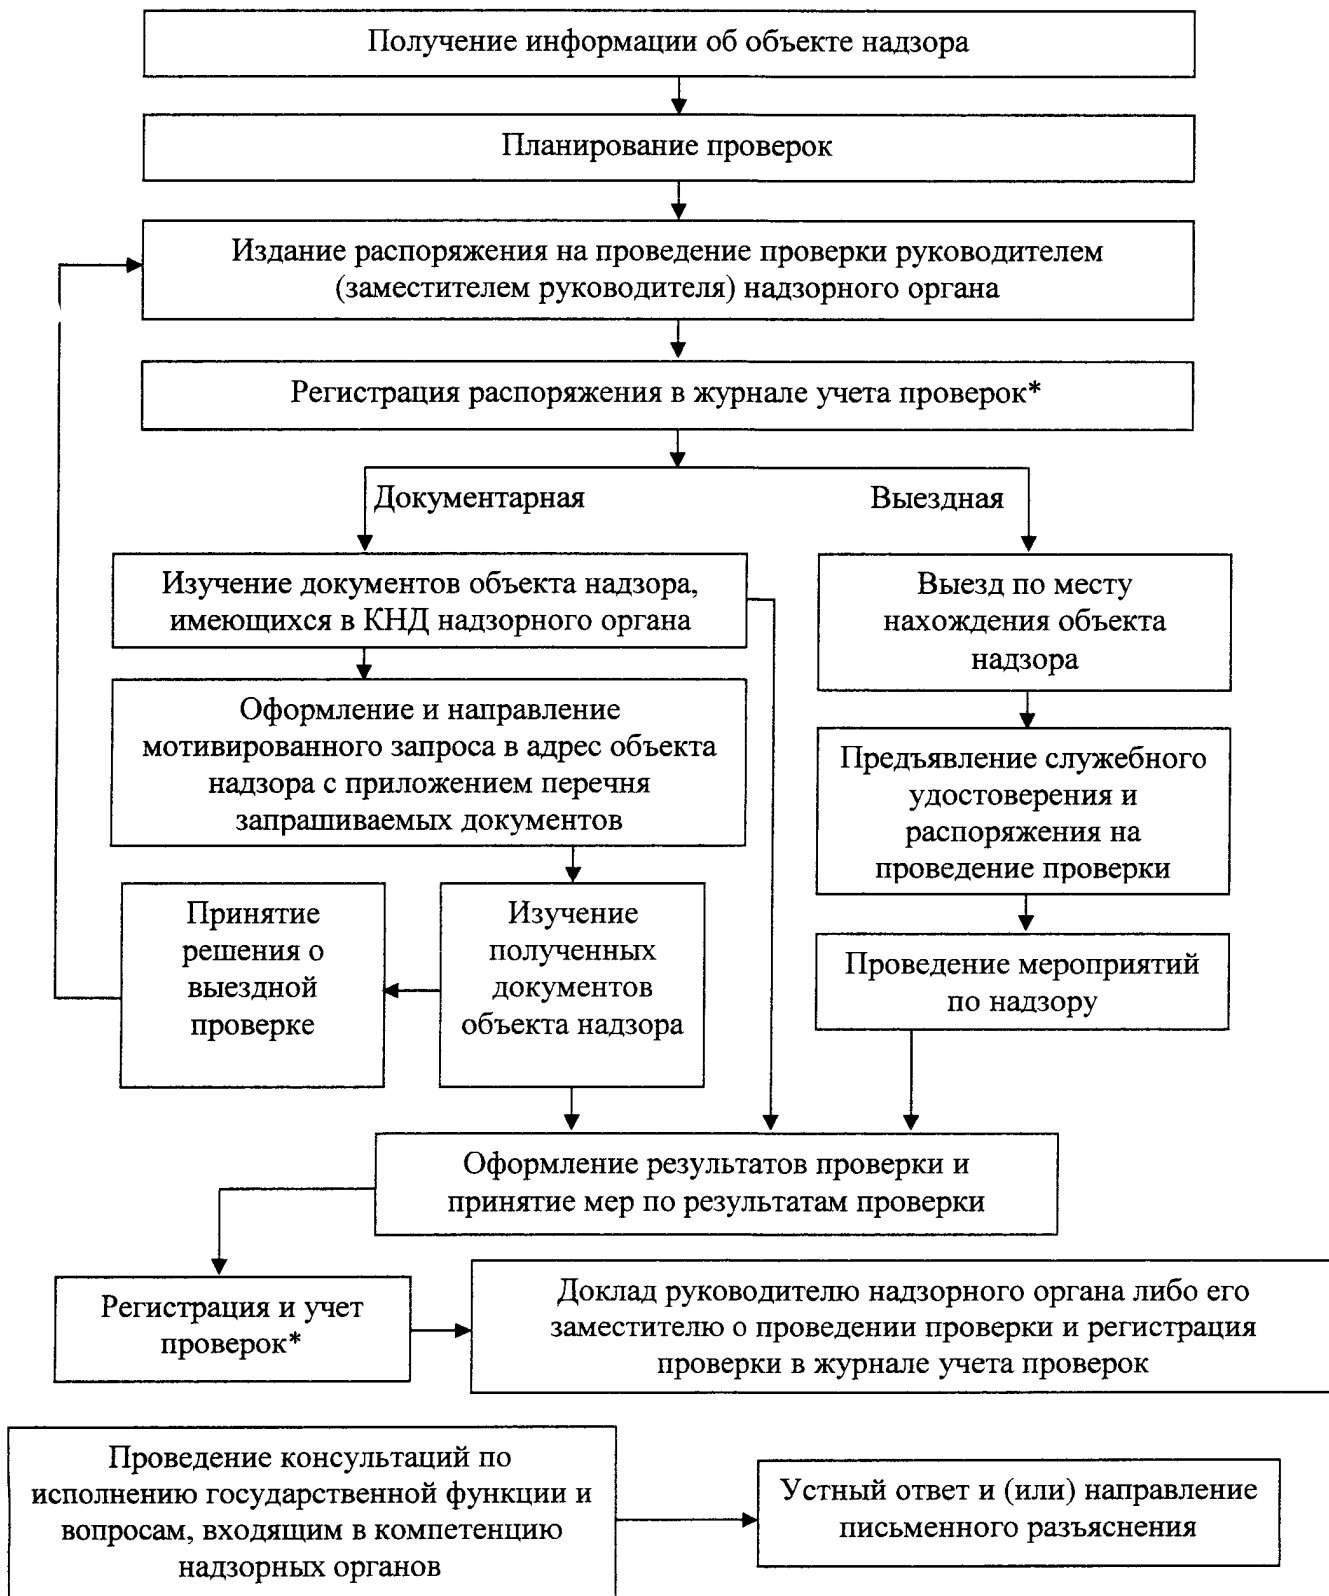 Получение информации об объекте надзора
Планирование проверок
Издание распоряжения на проведение проверки руководителем
(заместителем руководителя) надзорного органа
Регистрация распоряжения в журнале учета проверок*
Документарная
Выездная
Изучение документов объекта надзора,
имеющихся в КНД надзорного органа
Выезд по месту
нахождения объекта
надзора
Оформление и направление
мотивированного запроса в адрес объекта
надзора с приложением перечня
запрашиваемых документов
Предъявление служебного
удостоверения и
распоряжения на
проведение проверки
Принятие
решения о
выездной
проверке
Изучение
полученных
документов
объекта надзора
Проведение мероприятий
по надзору
Оформление результатов проверки и
принятие мер по результатам проверки
Регистрация и учет
проверок*
Доклад руководителю надзорного органа либо его
заместителю о проведении проверки и регистрация
проверки в журнале учета проверок
Проведение консультаций по
исполнению государственной функции и
вопросам, входящим в компетенцию
надзорных органов
Устный ответ и (или) направление
письменного разъяснения